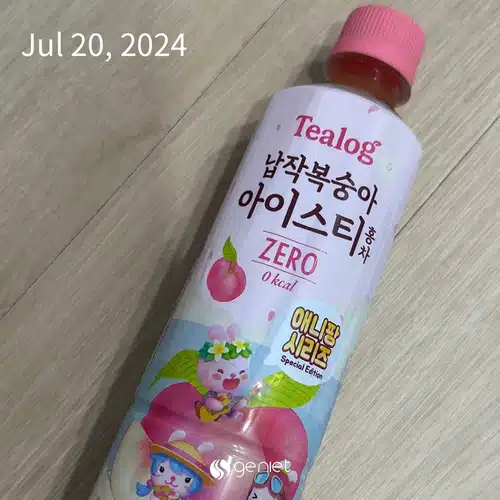 Jul 20, 2024
Tealog
납작복숭아
아이스티 홍차
ZERO
0 kcal
애니팡
시리즈
Special Edition
geniet